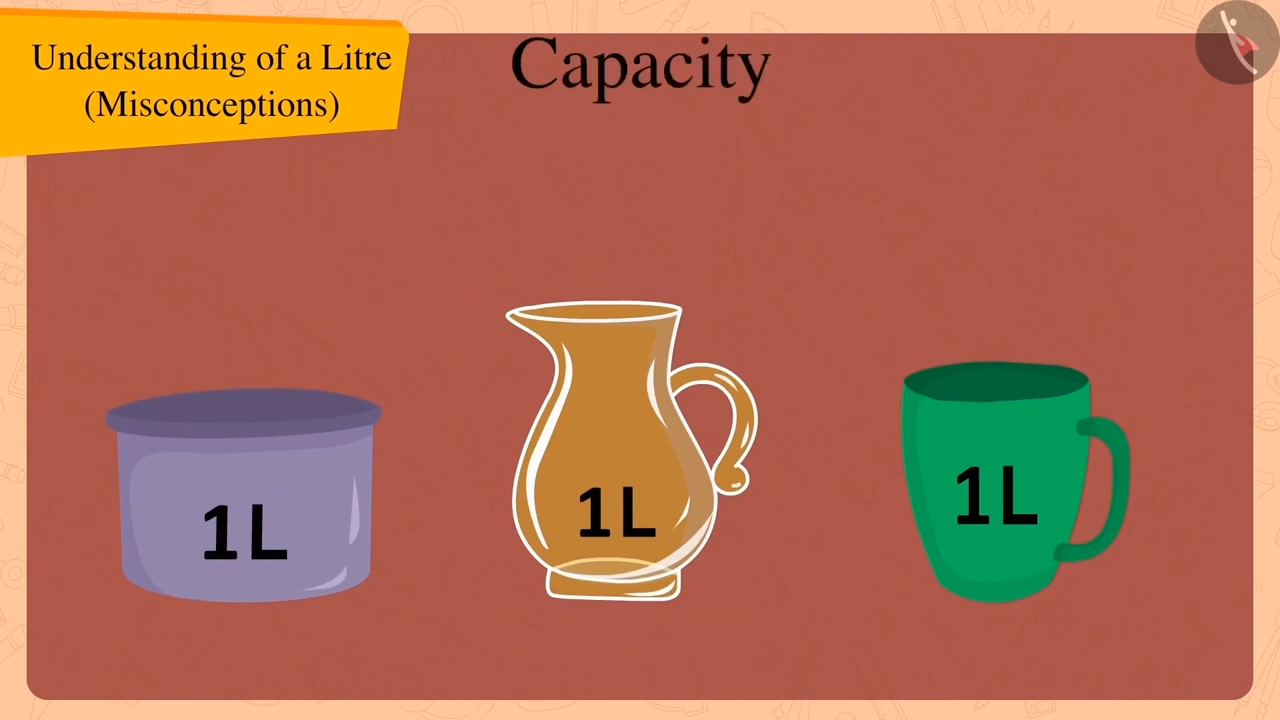 Understanding of a Litre
(Misconceptions)
Capacity
1L
1L
1L